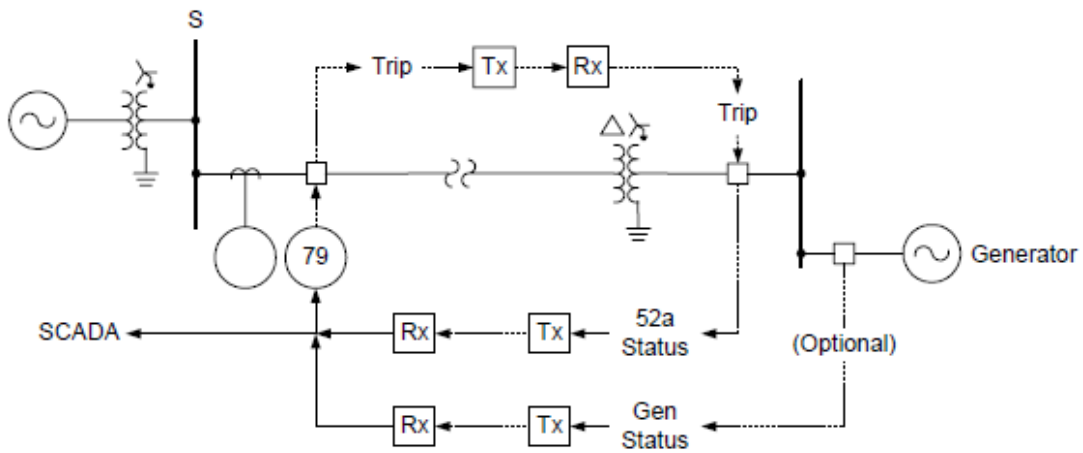 S
Trip
Tx
Rx
Trip
79
Generator
SCADA
Rx
Tx
52a
Status
(Optional)
Rx
Tx
Gen
Status